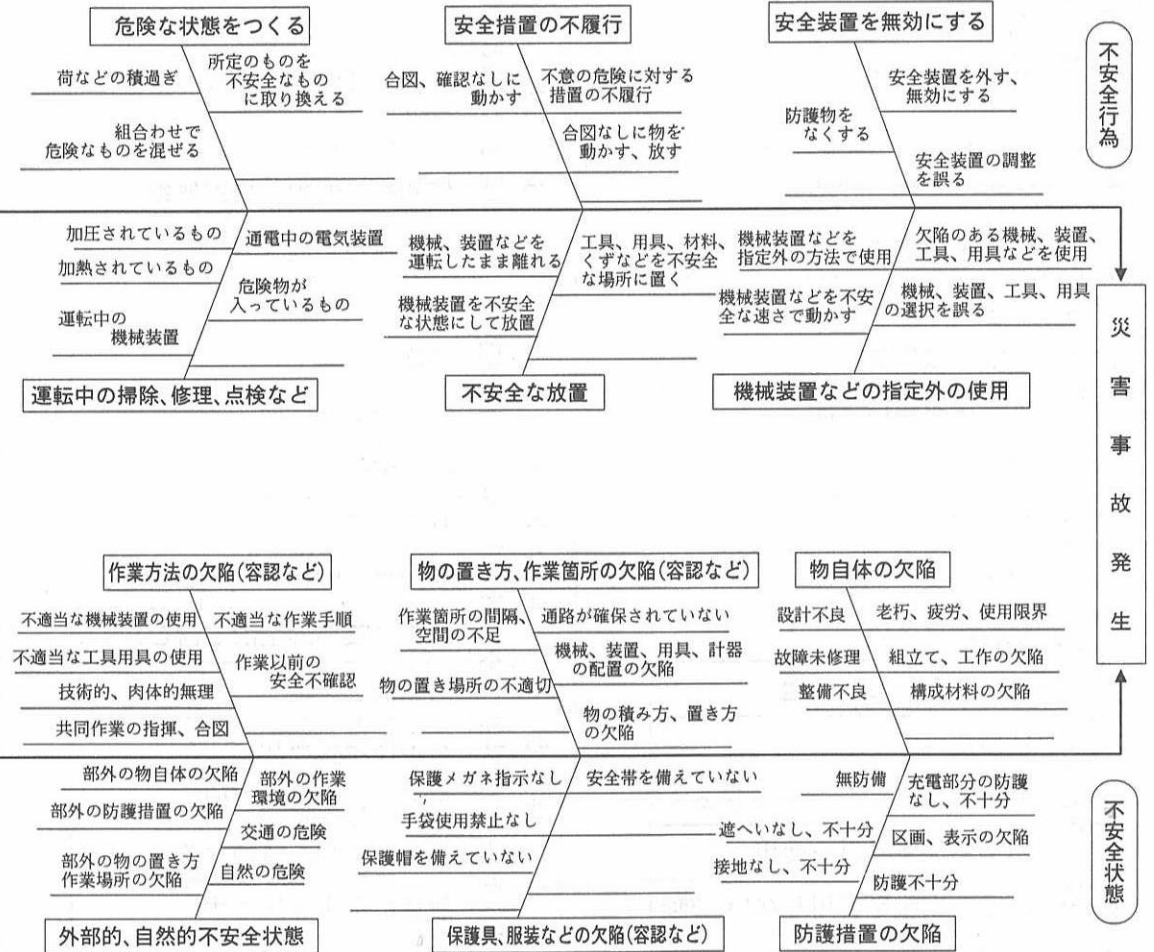 危険な状態をつくる
荷などの積過ぎ
所定のものを
不安全なもの
に取り換える
組合わせで
危険なものを混ぜる
安全措置の不履行
合図、確認なしに
動かす
不意の危険に対する
措置の不履行
合図なしに物を
動かす、放す
安全装置を無効にする
安全装置を外す、
無効にする
防護物を
なくする
安全装置の調整
を誤る
不安全行為
加圧されているもの
加熱されているもの
運転中の
機械装置
通電中の電気装置
危険物が
入っているもの
運転中の掃除、修理、点検など
機械、装置などを
運転したまま離れる
機械装置を不安全
な状態にして放置
工具、用具、材料、
くずなどを不安全
な場所に置く
不安全な放置
機械装置などを
指定外の方法で使用
機械装置などを不安
全な速さで動かす
欠陥のある機械、装置、
工具、用具などを使用
機械、装置、工具、用具
の選択を誤る
機械装置などの指定外の使用
災害事故発生
作業方法の欠陥(容認など)
不適当な機械装置の使用
不適当な工具用具の使用
技術的、肉体的無理
共同作業の指揮、合図
不適当な作業手順
作業以前の
安全不確認
物の置き方、作業箇所の欠陥(容認など)
作業箇所の間隔、
空間の不足
物の置き場所の不適切
通路が確保されていない
機械、装置、用具、計器
の配置の欠陥
物の積み方、置き方
の欠陥
物自体の欠陥
設計不良
故障未修理
整備不良
老朽、疲労、使用限界
組立て、工作の欠陥
構成材料の欠陥
部外の物自体の欠陥
部外の防護措置の欠陥
部外の物の置き方
作業場所の欠陥
部外の作業
環境の欠陥
交通の危険
自然の危険
外部的、自然的不安全状態
保護メガネ指示なし
手袋使用禁止なし
保護帽を備えていない
安全帯を備えていない
保護具、服装などの欠陥(容認など)
無防備
遮へいなし、不十分
接地なし、不十分
充電部分の防護
なし、不十分
区画、表示の欠陥
防護不十分
防護措置の欠陥
不安全状態